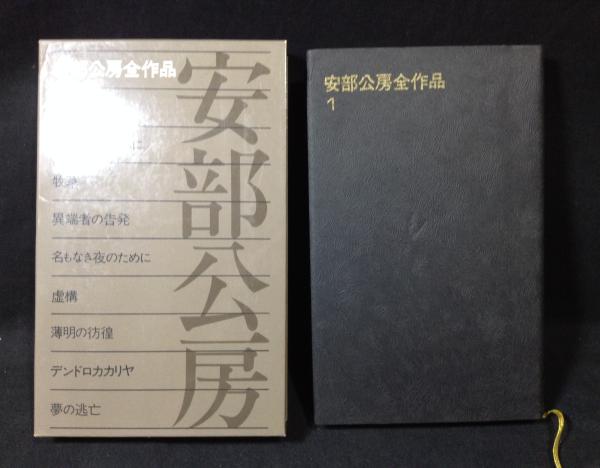 安部公房全作品
に
牧草
異端者の告発
名もなき夜のために
虚構
薄明の彷徨
デンドロカカリヤ
夢の逃亡
安部公房
安部公房全作品
1